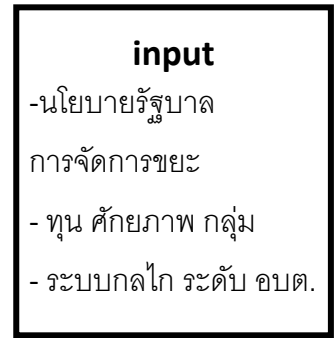 input
-นโยบายรัฐบาล
การจัดการขยะ
- ทุน ศักยภาพ กลุ่ม
- ระบบกลไก ระดับ อบต.